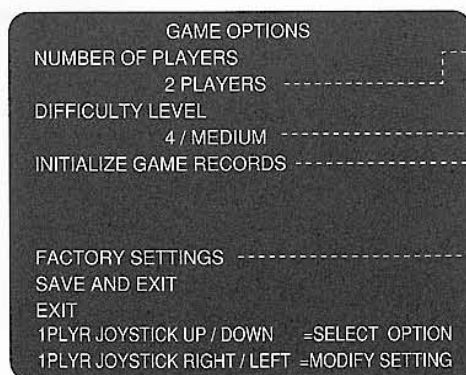 GAME OPTIONS
NUMBER OF PLAYERS
2 PLAYERS
DIFFICULTY LEVEL
4 / MEDIUM
INITIALIZE GAME RECORDS
FACTORY SETTINGS
SAVE AND EXIT
EXIT
1PLYR JOYSTICK UP / DOWN =SELECT OPTION
1PLYR JOYSTICK RIGHT / LEFT =MODIFY SETTING